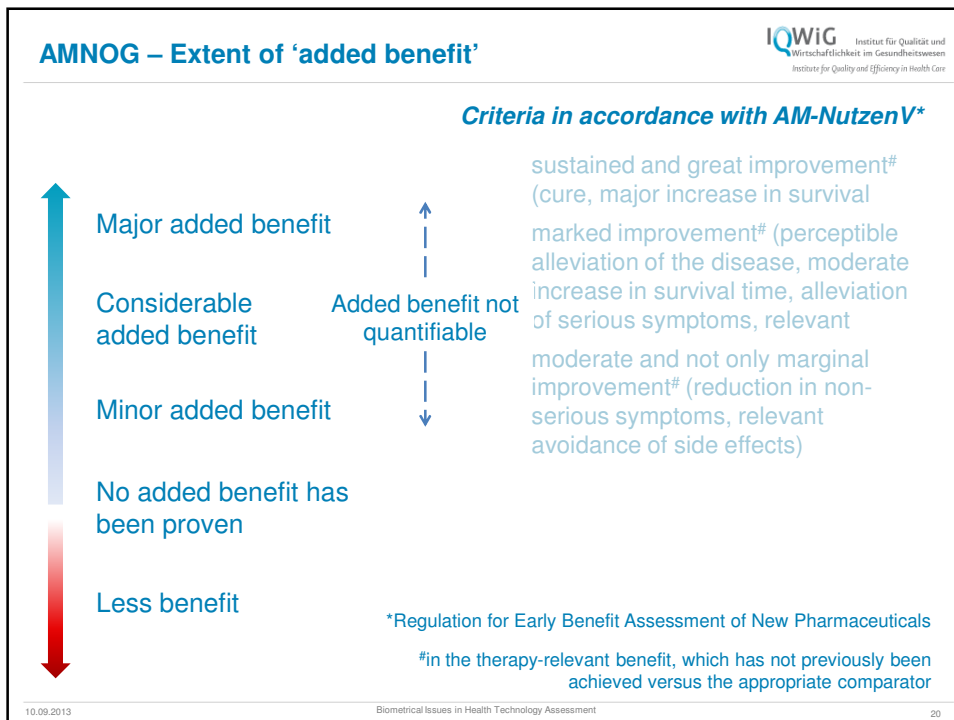 AMNOG – Extent of ‘added benefit’
IQWiG Institut für Qualität und
Wirtschaftlichkeit im Gesundheitswesen
Institute for Quality and Efficiency in Health Care
Criteria in accordance with AM-NutzenV*
sustained and great improvement#
(cure, major increase in survival
Major added benefit
marked improvement# (perceptible
alleviation of the disease, moderate
increase in survival time, alleviation
of serious symptoms, relevant
Considerable
added benefit
Added benefit not
quantifiable
moderate and not only marginal
improvement# (reduction in non-
serious symptoms, relevant
avoidance of side effects)
Minor added benefit
No added benefit has
been proven
Less benefit
*Regulation for Early Benefit Assessment of New Pharmaceuticals
#in the therapy-relevant benefit, which has not previously been
achieved versus the appropriate comparator
10.09.2013
Biometrical Issues in Health Technology Assessment
20